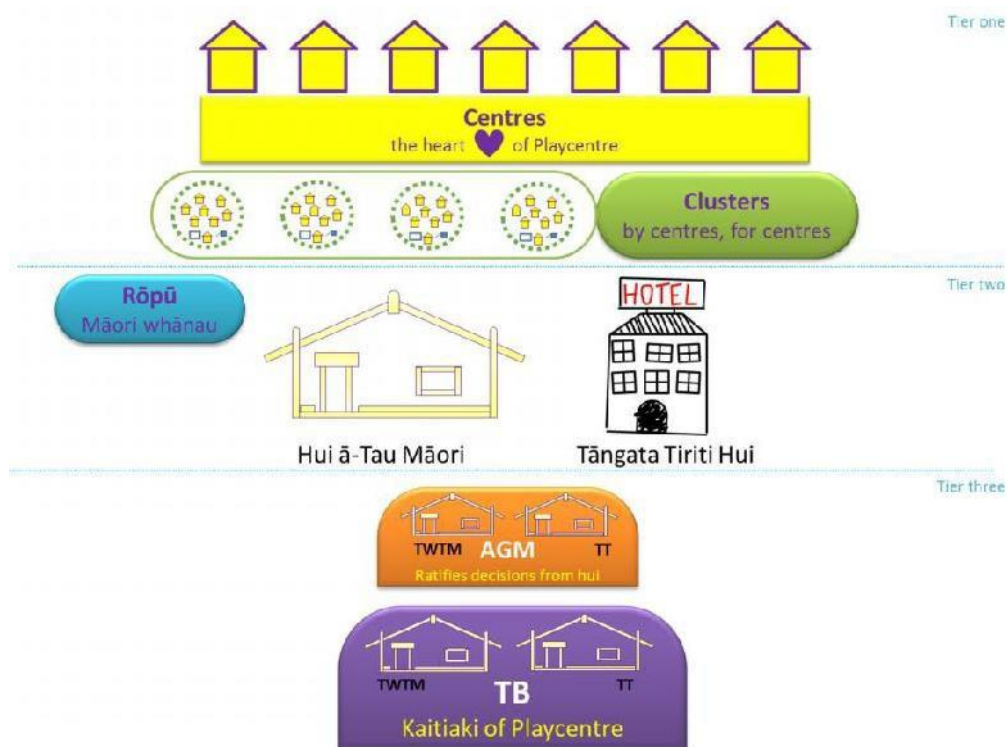 Tier one
Centres
the heart of Playcentre
Clusters
by centres, for centres
Tier two
Rōpū
Māori whānau
HOTEL
Hui ā-Tau Māori
Tāngata Tiriti Hui
Tier three
TWTM AGM TT
Ratifies decisions from hui
TWTM TB TT
Kaitiaki of Playcentre